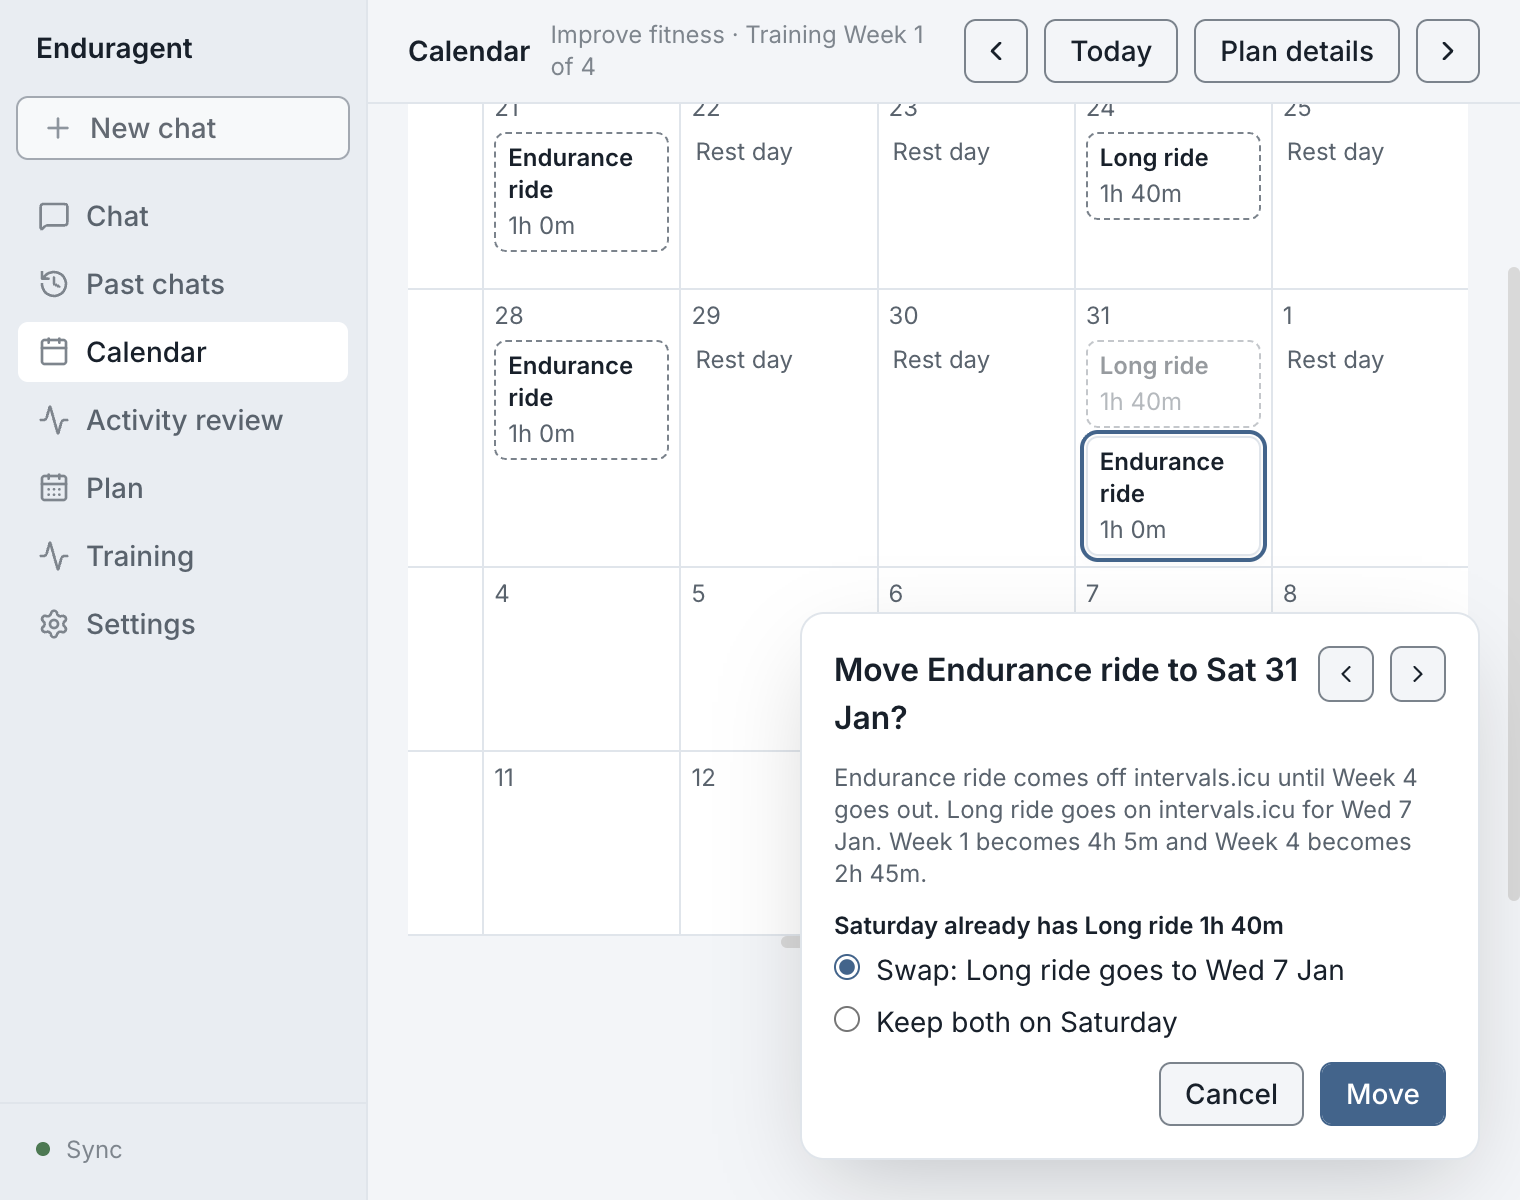 Enduragent
New chat
Chat
Past chats
Calendar
Activity review
Plan
Training
Settings
Sync
Calendar
Improve fitness · Training Week 1
of 4
Today
Plan details
21
22
23
24
25
Endurance
ride
1h 0m
Rest day
Rest day
Long ride
1h 40m
Rest day
28
29
30
31
1
Endurance
ride
1h 0m
Rest day
Rest day
Long ride
1h 40m
Endurance
ride
1h 0m
Rest day
4
5
6
7
8
11
12
Move Endurance ride to Sat 31
Jan?
Endurance ride comes off intervals.icu until Week 4
goes out. Long ride goes on intervals.icu for Wed 7
Jan. Week 1 becomes 4h 5m and Week 4 becomes
2h 45m.
Saturday already has Long ride 1h 40m
Swap: Long ride goes to Wed 7 Jan
Keep both on Saturday
Cancel
Move